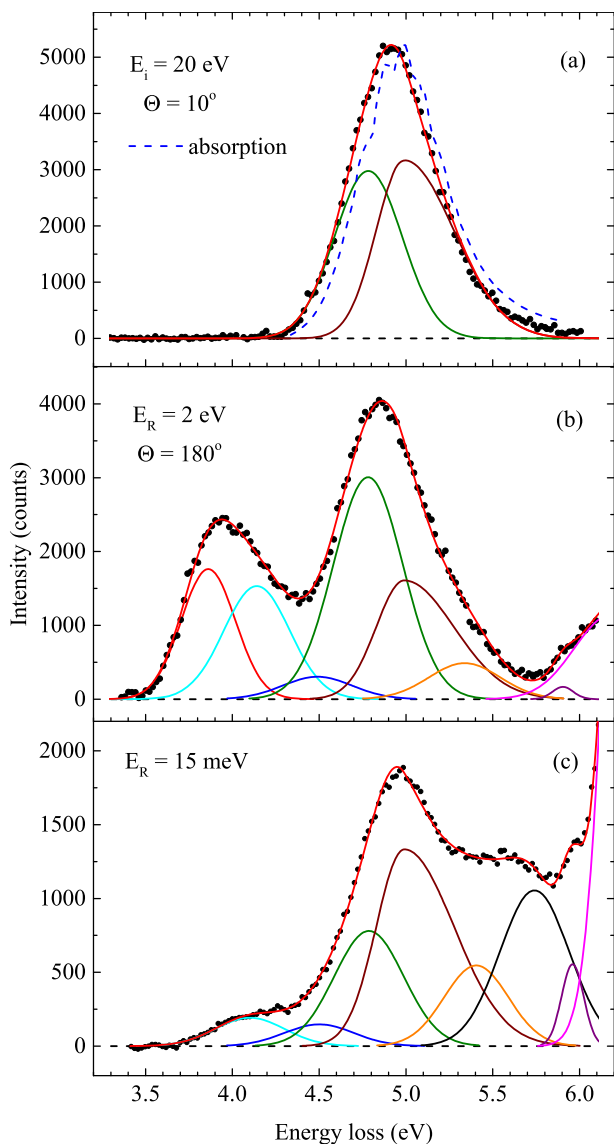 (a)
E_i = 20 eV
Θ = 10°
absorption
5000
4000
3000
2000
1000
0
(b)
E_R = 2 eV
Θ = 180°
4000
3000
2000
1000
0
Intensity (counts)
(c)
E_R = 15 meV
2000
1500
1000
500
0
3.5 4.0 4.5 5.0 5.5 6.0
Energy loss (eV)